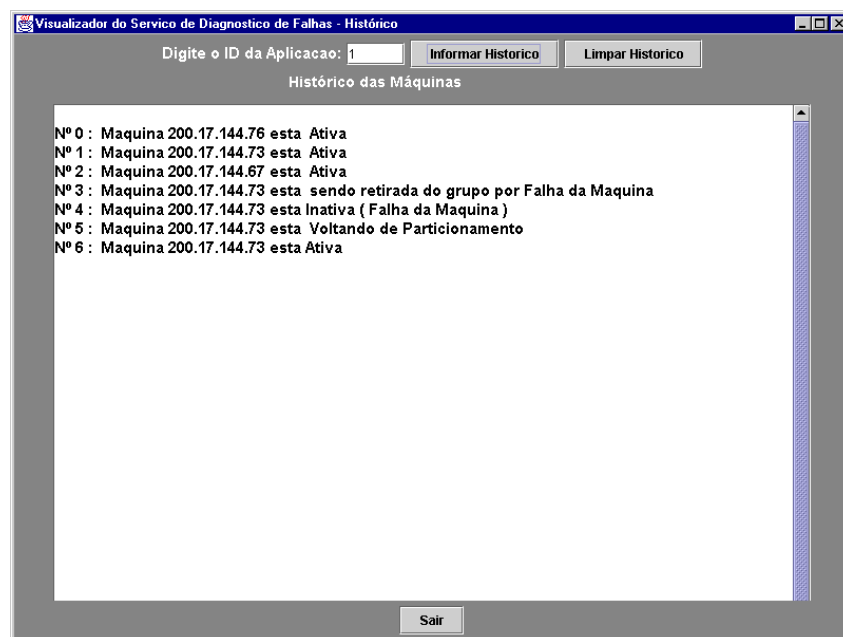 Visualizador do Servico de Diagnostico de Falhas - Histórico
Digite o ID da Aplicacao: 1 Informar Historico Limpar Historico
Histórico das Máquinas
Nº 0 : Maquina 200.17.144.76 esta Ativa
Nº 1 : Maquina 200.17.144.73 esta Ativa
Nº 2 : Maquina 200.17.144.67 esta Ativa
Nº 3 : Maquina 200.17.144.73 esta sendo retirada do grupo por Falha da Maquina
Nº 4 : Maquina 200.17.144.73 esta Inativa ( Falha da Maquina )
Nº 5 : Maquina 200.17.144.73 esta Voltando de Particionamento
Nº 6 : Maquina 200.17.144.73 esta Ativa
Sair